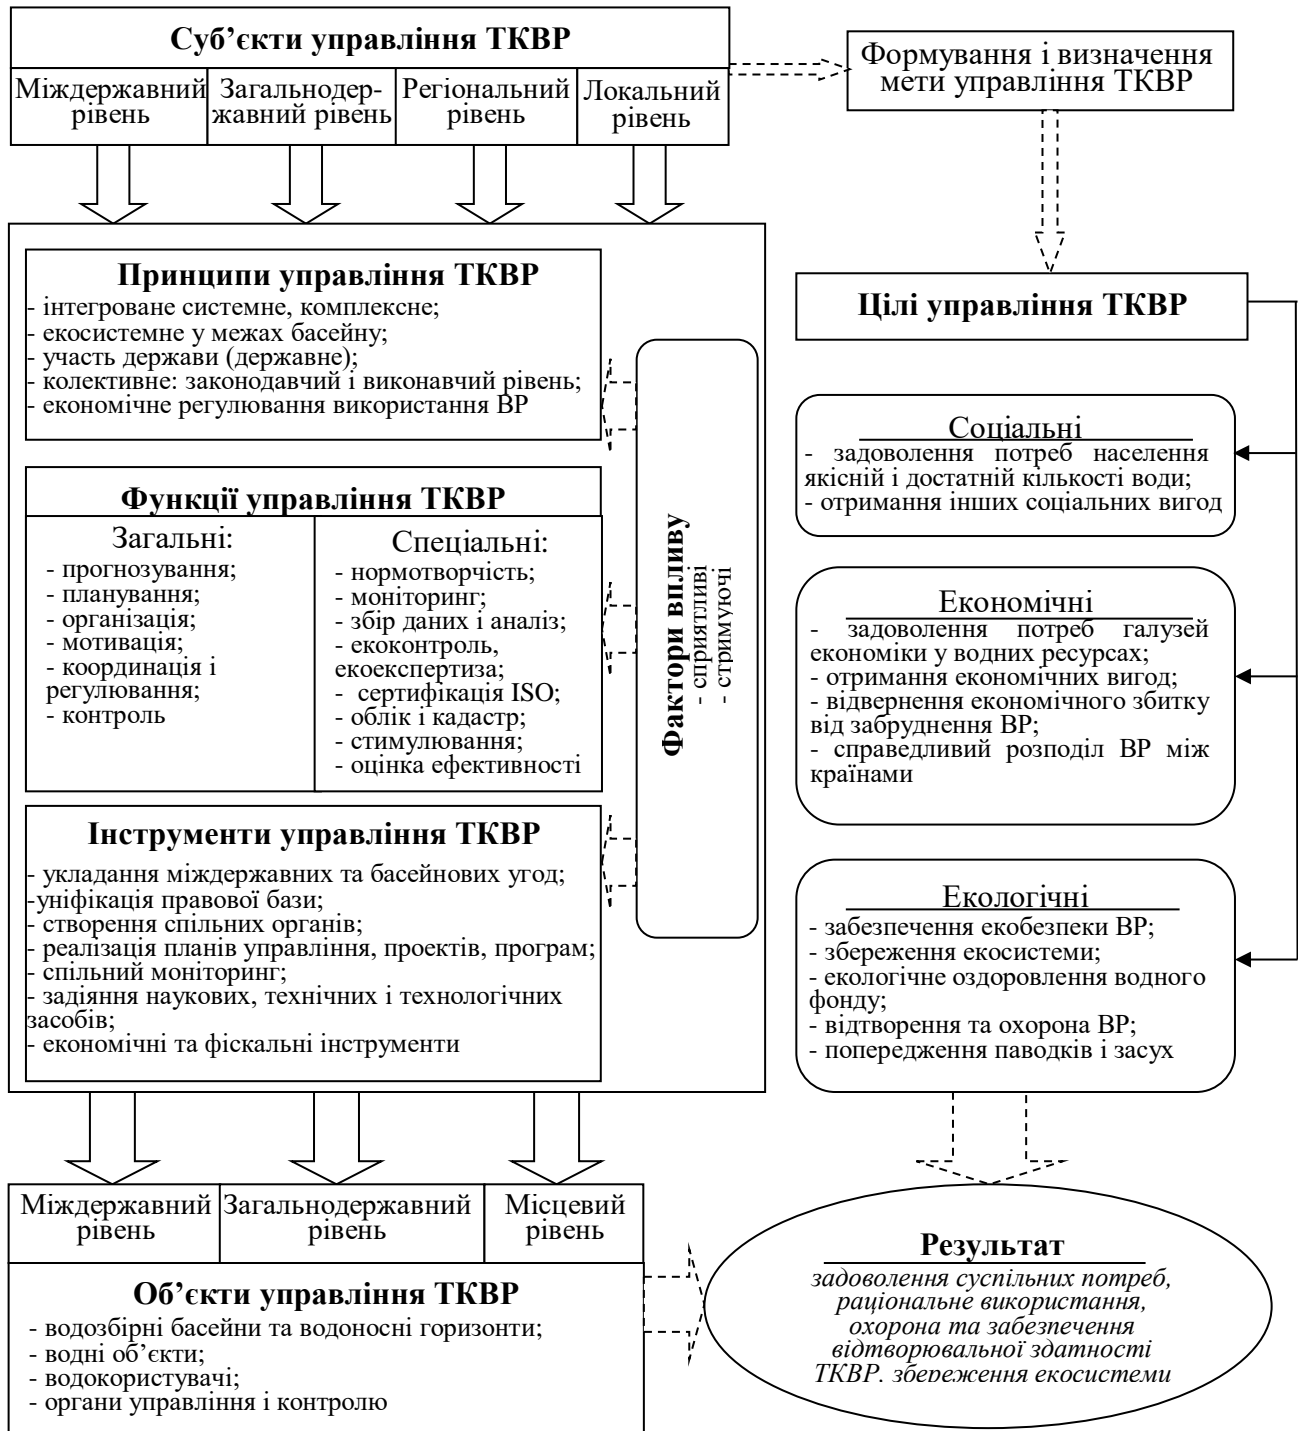 Суб’єкти управління ТКВР
Міждержавний
рівень
Загальнодер-
жавний рівень
Регіональний
рівень
Локальний
рівень
Формування і визначення
мети управління ТКВР
Принципи управління ТКВР
- інтегроване системне, комплексне;
- екосистемне у межах басейну;
- участь держави (державне);
- колективне: законодавчий і виконавчий рівень;
- економічне регулювання використання ВР
Функції управління ТКВР
Загальні:
- прогнозування;
- планування;
- організація;
- мотивація;
- координація і
регулювання;
- контроль
Спеціальні:
- нормотворчість;
- моніторинг;
- збір даних і аналіз;
- екоконтроль,
екоекспертиза;
- сертифікація ISO;
- облік і кадастр;
- стимулювання;
- оцінка ефективності
Інструменти управління ТКВР
- укладання міждержавних та басейнових угод;
-уніфікація правової бази;
- створення спільних органів;
- реалізація планів управління, проектів, програм;
- спільний моніторинг;
- задіяння наукових, технічних і технологічних
засобів;
- економічні та фіскальні інструменти
Фактори впливу
- сприятливі
- стримуючі
Цілі управління ТКВР
Соціальні
- задоволення потреб населення
якісній і достатній кількості води;
- отримання інших соціальних вигод
Економічні
- задоволення потреб галузей
економіки у водних ресурсах;
- отримання економічних вигод;
- відвернення економічного збитку
від забруднення ВР;
- справедливий розподіл ВР між
країнами
Екологічні
- забезпечення екобезпеки ВР;
- збереження екосистеми;
- екологічне оздоровлення водного
фонду;
- відтворення та охорона ВР;
- попередження паводків і засух
Міждержавний
рівень
Загальнодержавний
рівень
Місцевий
рівень
Об’єкти управління ТКВР
- водозбірні басейни та водоносні горизонти;
- водні об’єкти;
- водокористувачі;
- органи управління і контролю
Результат
задоволення суспільних потреб,
раціональне використання,
охорона та забезпечення
відтворювальної здатності
ТКВР. збереження екосистеми